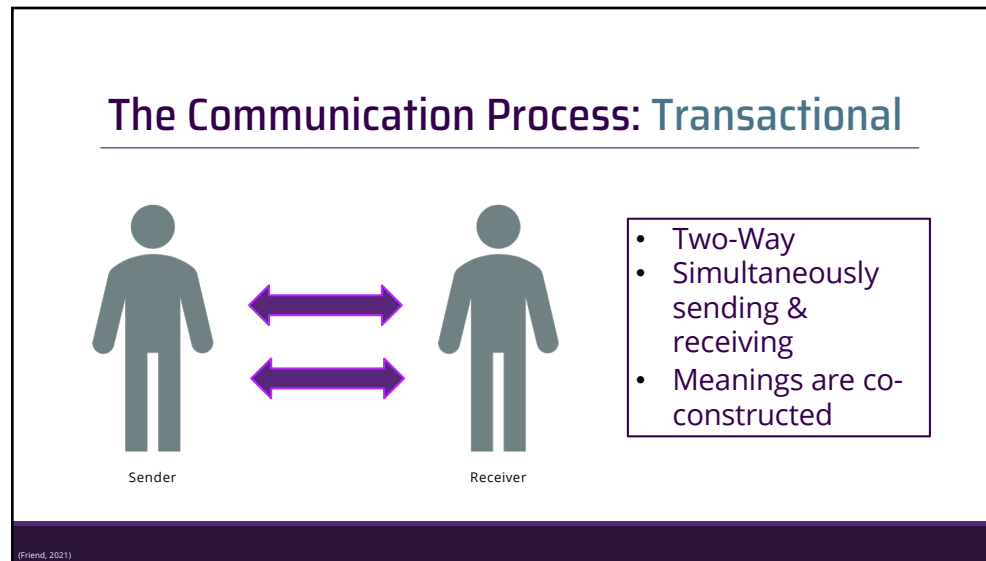 The Communication Process: Transactional
• Two-Way
• Simultaneously
sending &
receiving
• Meanings are co-
constructed
Sender
Receiver
(Friend, 2021)